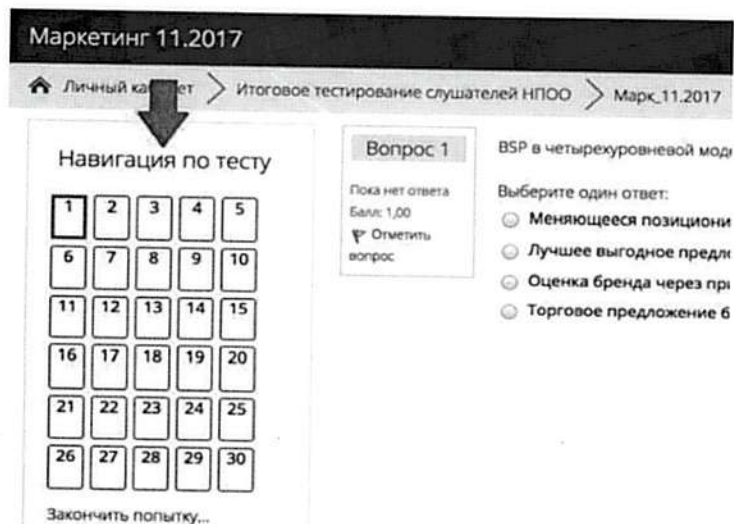 Маркетинг 11.2017
Личный Итоговое тестирование слушателей НПОО Марк_11.2017
Навигация по тесту
1 2 3 4 5
6 7 8 9 10
11 12 13 14 15
16 17 18 19 20
21 22 23 24 25
26 27 28 29 30
Закончить попытку...
Вопрос 1
Пока нет ответа
Балл: 1,00
Отметить
вопрос
BSP в четырехуровневой мод
Выберите один ответ:
Меняющееся позициони
Лучшее выгодное предл
Оценка бренда через пр
Торговое предложение б